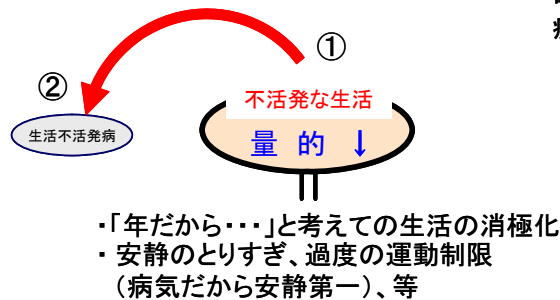 ①
②
不活発な生活
量的↓
生活不活発病
・「年だから・・・」と考えての生活の消極化
・安静のとりすぎ、過度の運動制限
（病気だから安静第一）、等